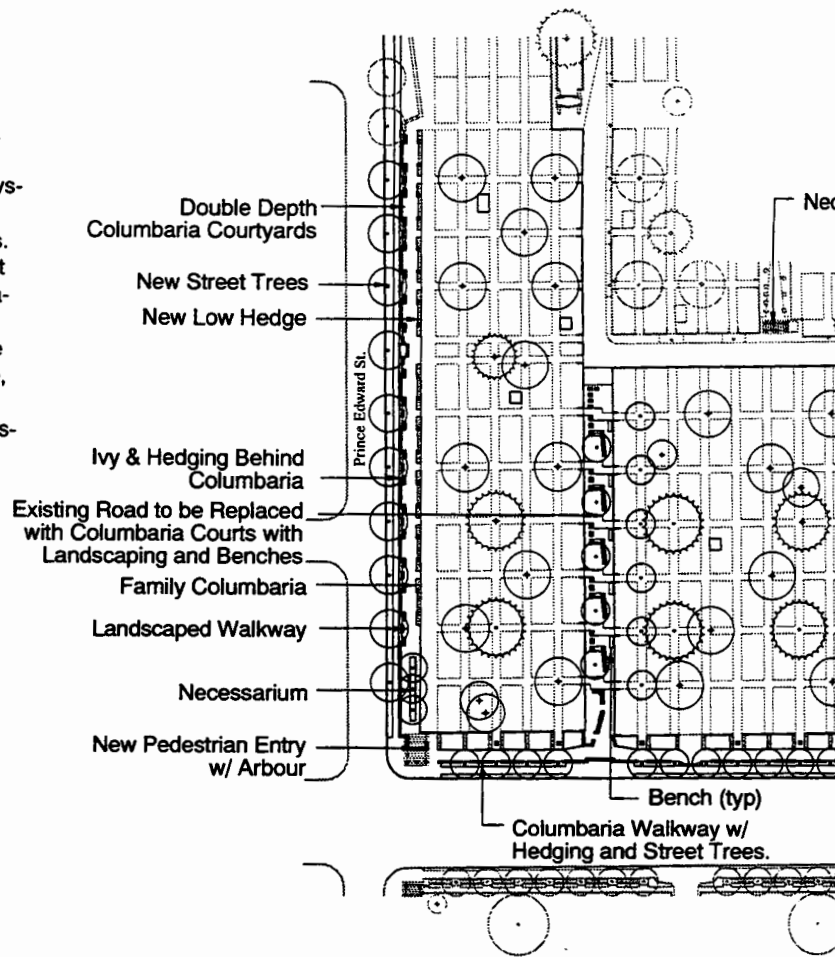 ys-
s.
t
a-
e
,
s-
Double Depth
Columbaria Courtyards
New Street Trees
New Low Hedge
Prince Edward St.
Ivy & Hedging Behind
Columbaria
Existing Road to be Replaced
with Columbaria Courts with
Landscaping and Benches
Family Columbaria
Landscaped Walkway
Necessarium
New Pedestrian Entry
w/ Arbour
Nec
Bench (typ)
Columbaria Walkway w/
Hedging and Street Trees.